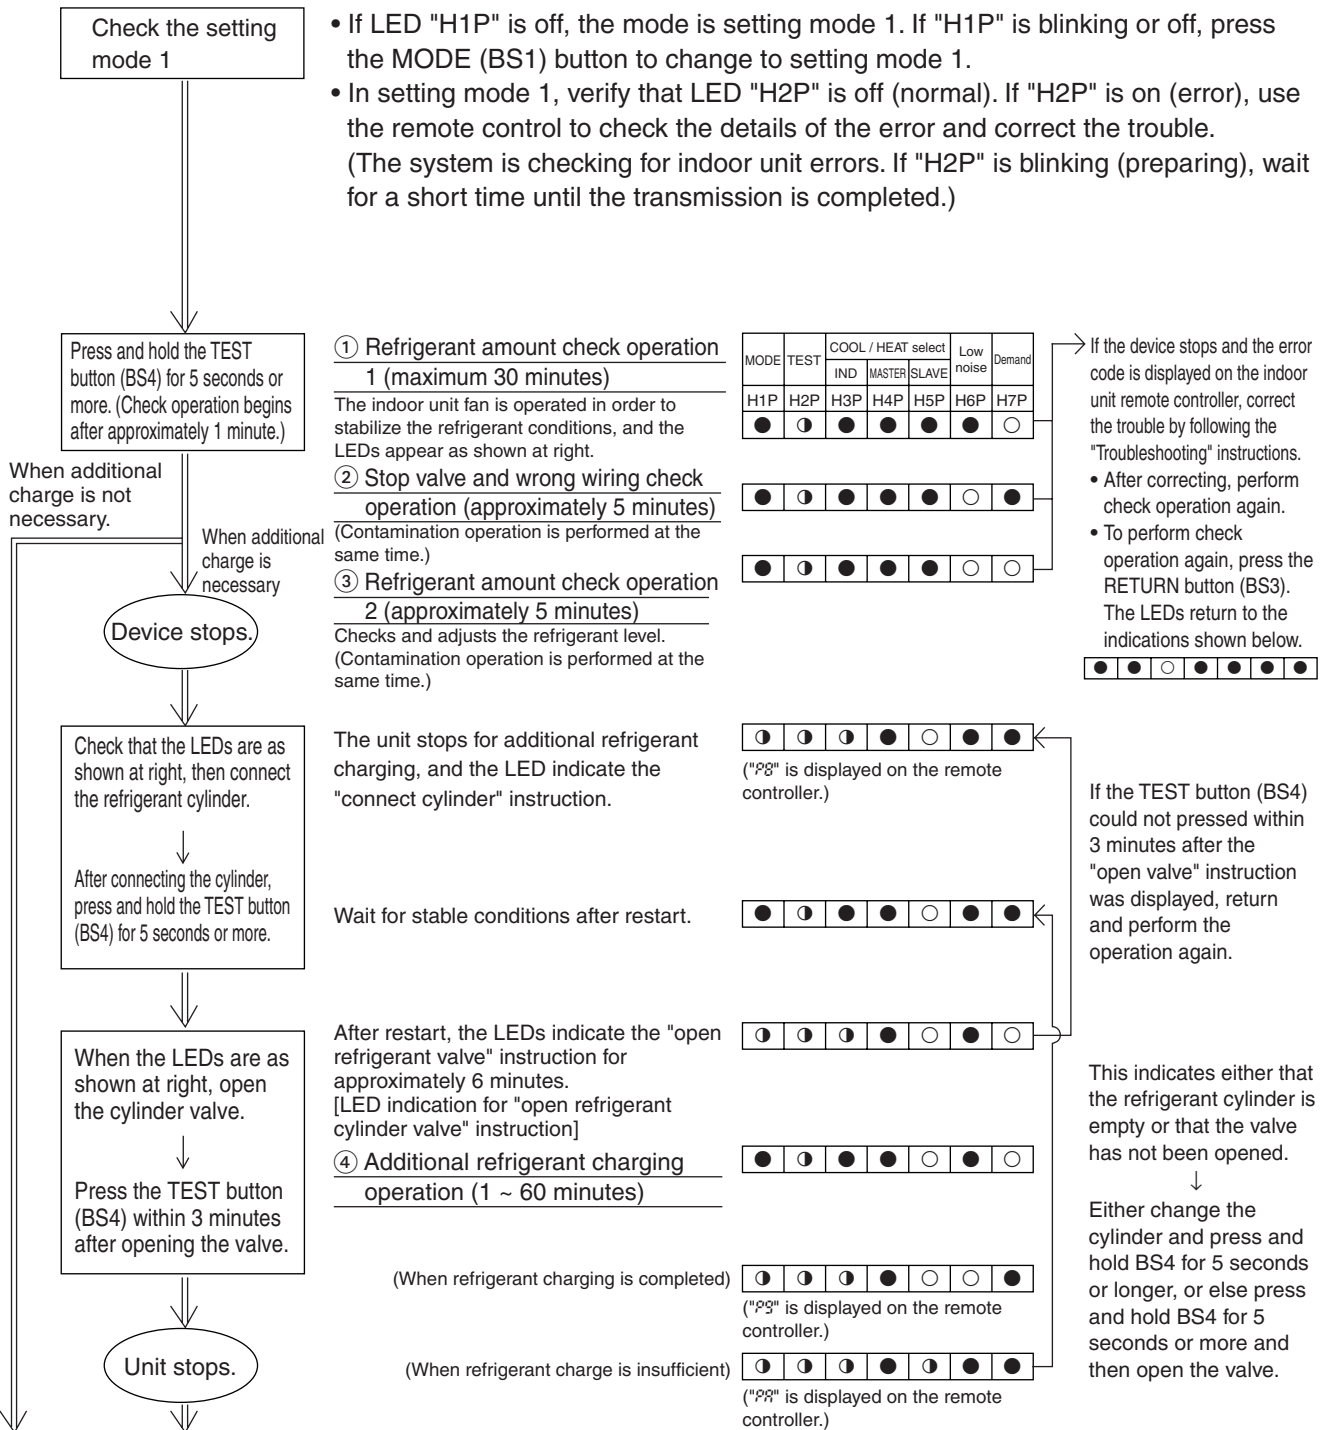 Check the setting
mode 1
• If LED "H1P" is off, the mode is setting mode 1. If "H1P" is blinking or off, press
the MODE (BS1) button to change to setting mode 1.
• In setting mode 1, verify that LED "H2P" is off (normal). If "H2P" is on (error), use
the remote control to check the details of the error and correct the trouble.
(The system is checking for indoor unit errors. If "H2P" is blinking (preparing), wait
for a short time until the transmission is completed.)
Press and hold the TEST
button (BS4) for 5 seconds or
more. (Check operation begins
after approximately 1 minute.)
When additional
charge is not
necessary.
When additional
charge is
necessary
Device stops.
① Refrigerant amount check operation
1 (maximum 30 minutes)
The indoor unit fan is operated in order to
stabilize the refrigerant conditions, and the
LEDs appear as shown at right.
② Stop valve and wrong wiring check
operation (approximately 5 minutes)
(Contamination operation is performed at the
same time.)
③ Refrigerant amount check operation
2 (approximately 5 minutes)
Checks and adjusts the refrigerant level.
(Contamination operation is performed at the
same time.)
MODE TEST COOL / HEAT select Low noise Demand
IND MASTER SLAVE
H1P H2P H3P H4P H5P H6P H7P
● ◑ ● ● ● ● ○
● ◑ ● ● ● ○ ●
● ◑ ● ● ● ○ ○
If the device stops and the error
code is displayed on the indoor
unit remote controller, correct
the trouble by following the
"Troubleshooting" instructions.
• After correcting, perform
check operation again.
• To perform check
operation again, press the
RETURN button (BS3).
The LEDs return to the
indications shown below.
● ● ○ ● ● ● ●
Check that the LEDs are as
shown at right, then connect
the refrigerant cylinder.
↓
After connecting the cylinder,
press and hold the TEST button
(BS4) for 5 seconds or more.
The unit stops for additional refrigerant
charging, and the LED indicate the
"connect cylinder" instruction.
◑ ◑ ◑ ● ○ ● ●
("P8" is displayed on the remote
controller.)
Wait for stable conditions after restart.
● ◑ ● ● ○ ● ●
If the TEST button (BS4)
could not pressed within
3 minutes after the
"open valve" instruction
was displayed, return
and perform the
operation again.
When the LEDs are as
shown at right, open
the cylinder valve.
↓
Press the TEST button
(BS4) within 3 minutes
after opening the valve.
After restart, the LEDs indicate the "open
refrigerant valve" instruction for
approximately 6 minutes.
[LED indication for "open refrigerant
cylinder valve" instruction]
◑ ◑ ◑ ● ○ ● ○
④ Additional refrigerant charging
operation (1 ~ 60 minutes)
● ◑ ● ● ○ ● ○
This indicates either that
the refrigerant cylinder is
empty or that the valve
has not been opened.
↓
Either change the
cylinder and press and
hold BS4 for 5 seconds
or longer, or else press
and hold BS4 for 5
seconds or more and
then open the valve.
(When refrigerant charging is completed)
◑ ◑ ◑ ● ○ ○ ●
("P9" is displayed on the remote
controller.)
Unit stops.
(When refrigerant charge is insufficient)
◑ ◑ ◑ ● ◑ ● ●
("PA" is displayed on the remote
controller.)